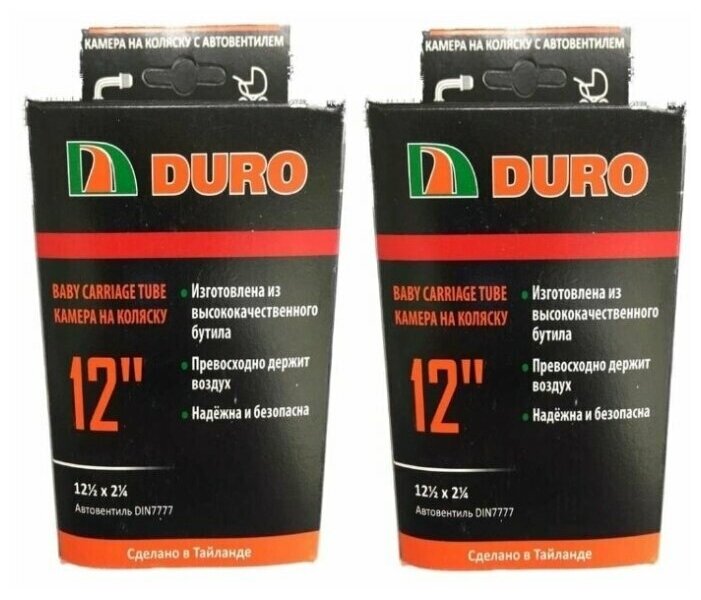 КАМЕРА НА КОЛЯСКУ С АВТОВЕНТИЛЕМ
DURO
BABY CARRIAGE TUBE
КАМЕРА НА КОЛЯСКУ
12"
Изготовлена из
высококачественного
бутила
Превосходно держит
воздух
Надёжна и безопасна
12½ x 2¼
Автовентиль DIN7777
Сделано в Тайланде
КАМЕРА НА КОЛЯСКУ С АВТОВЕНТИЛЕМ
DURO
BABY CARRIAGE TUBE
КАМЕРА НА КОЛЯСКУ
12"
Изготовлена из
высококачественного
бутила
Превосходно держит
воздух
Надёжна и безопасна
12½ x 2¼
Автовентиль DIN7777
Сделано в Тайланде